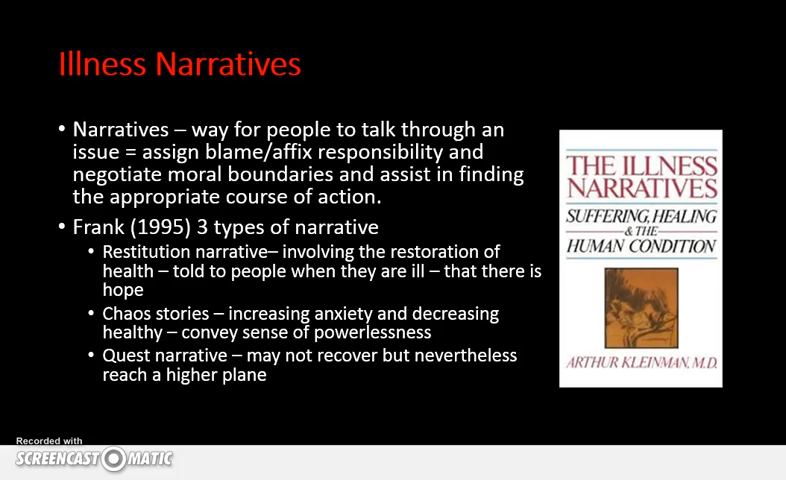 Illness Narratives
• Narratives – way for people to talk through an
issue = assign blame/affix responsibility and
negotiate moral boundaries and assist in finding
the appropriate course of action.
• Frank (1995) 3 types of narrative
• Restitution narrative– involving the restoration of
health – told to people when they are ill – that there is
hope
• Chaos stories – increasing anxiety and decreasing
healthy – convey sense of powerlessness
• Quest narrative – may not recover but nevertheless
reach a higher plane
THE ILLNESS
NARRATIVES
SUFFERING, HEALING
& THE
HUMAN CONDITION
ARTHUR KLEINMAN, M.D.
Recorded with
SCREENCAST-O-MATIC